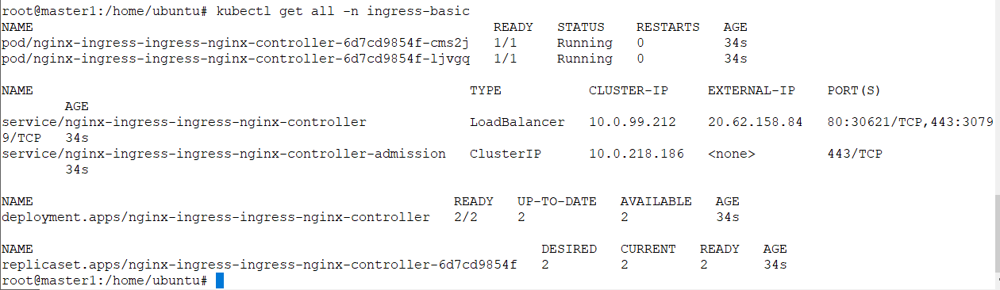 root@master1:/home/ubuntu# kubectl get all -n ingress-basic
NAME                                                          READY   STATUS    RESTARTS   AGE
pod/nginx-ingress-ingress-nginx-controller-6d7cd9854f-cms2j   1/1     Running   0          34s
pod/nginx-ingress-ingress-nginx-controller-6d7cd9854f-ljvgq   1/1     Running   0          34s
NAME                                                       TYPE           CLUSTER-IP     EXTERNAL-IP    PORT(S)
        AGE
service/nginx-ingress-ingress-nginx-controller             LoadBalancer   10.0.99.212    20.62.158.84   80:30621/TCP,443:3079
9/TCP   34s
service/nginx-ingress-ingress-nginx-controller-admission   ClusterIP      10.0.218.186   <none>         443/TCP
        34s
NAME                                                     READY   UP-TO-DATE   AVAILABLE   AGE
deployment.apps/nginx-ingress-ingress-nginx-controller   2/2     2            2           34s
NAME                                                                DESIRED   CURRENT   READY   AGE
replicaset.apps/nginx-ingress-ingress-nginx-controller-6d7cd9854f   2         2         2       34s
root@master1:/home/ubuntu#